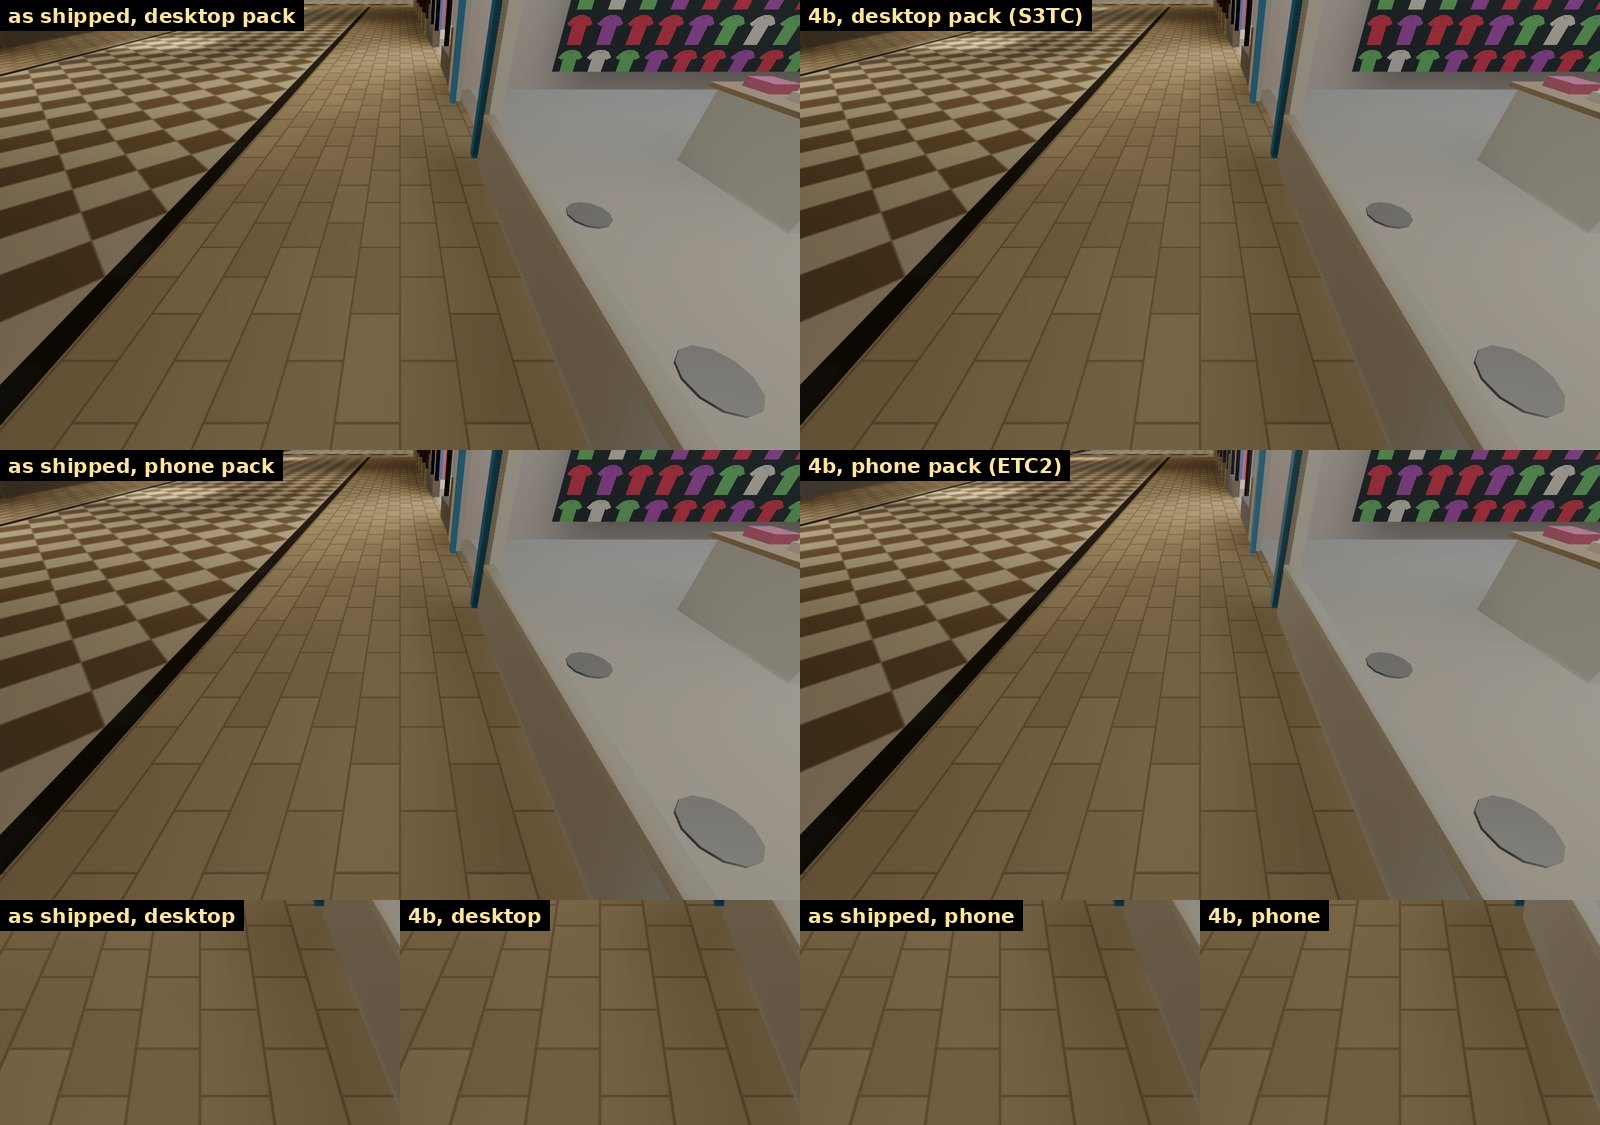 as shipped, desktop pack
4b, desktop pack (S3TC)
as shipped, phone pack
4b, phone pack (ETC2)
as shipped, desktop
4b, desktop
as shipped, phone
4b, phone